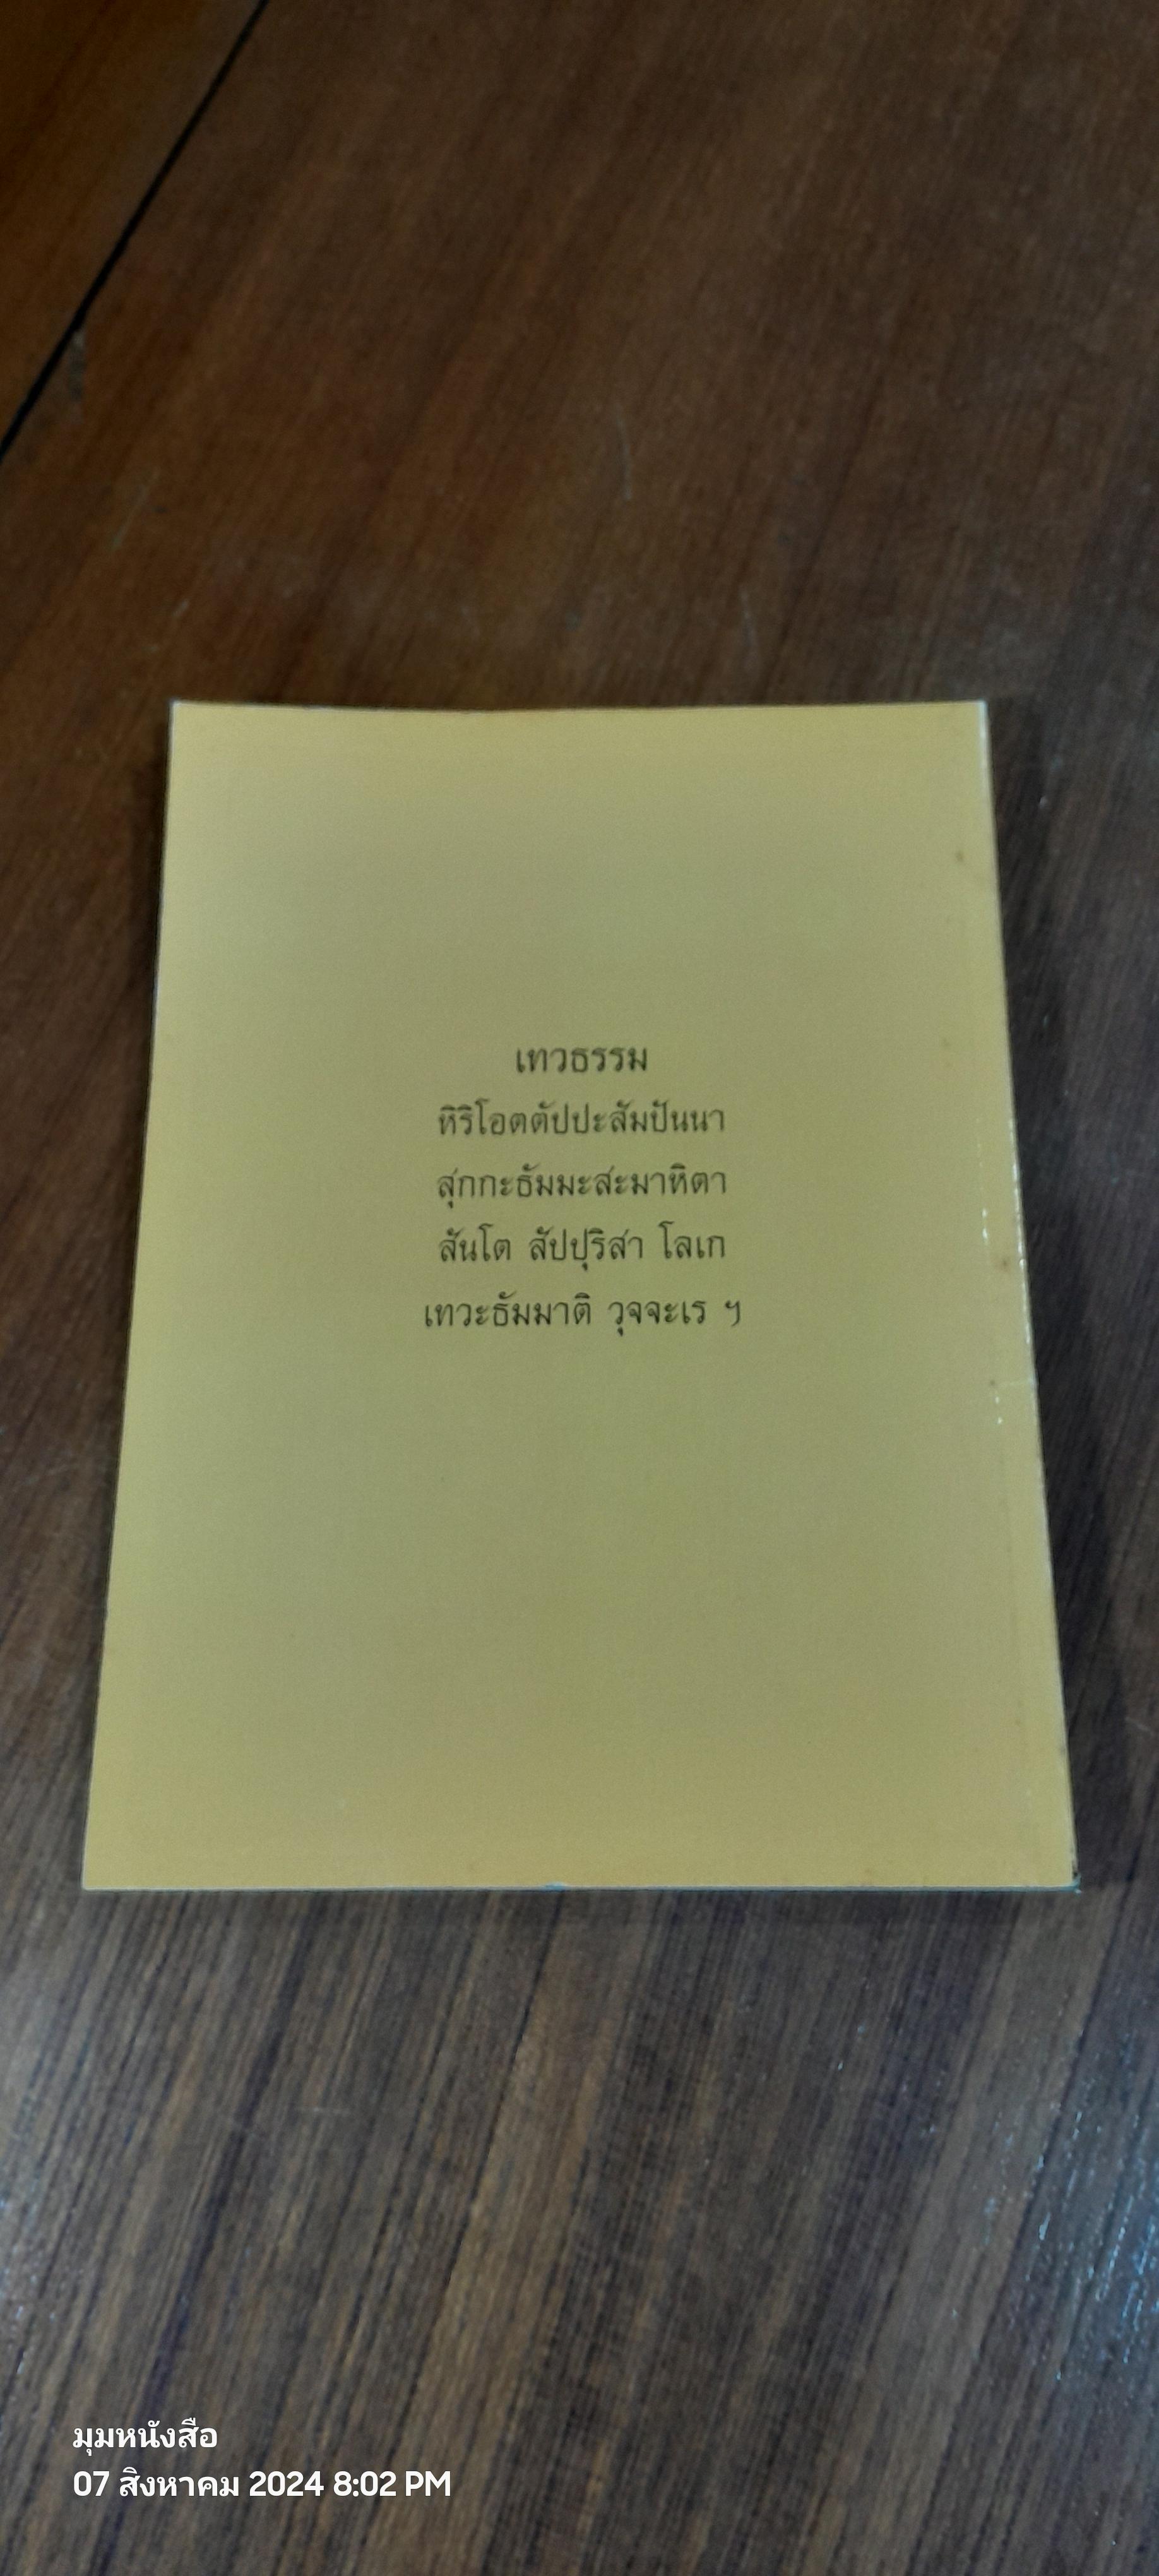 เทวธรรม
หิริโอตตัปปะสัมปันนา
สุกกะธัมมะสะมาหิตา
สันโต สัปปุริสา โลเก
เทวะธัมมาติ วุจจะเร ฯ
มุมหนังสือ
07 สิงหาคม 2024 8:02 PM